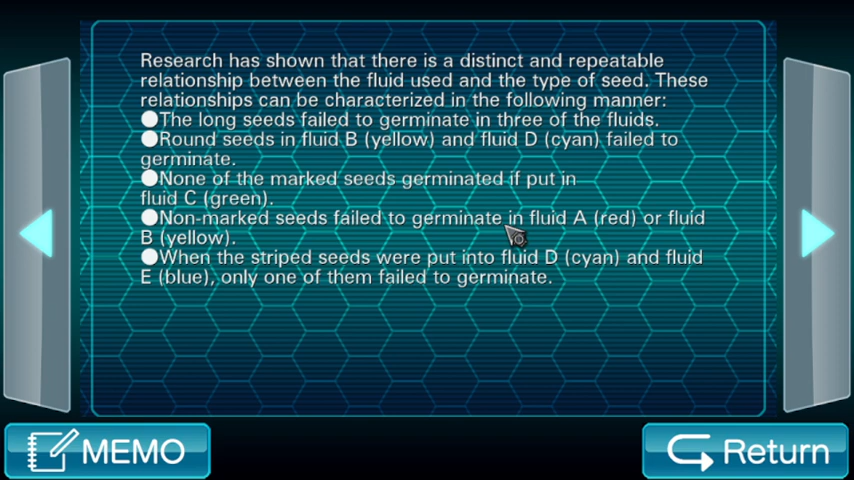 Research has shown that there is a distinct and repeatable
relationship between the fluid used and the type of seed. These
relationships can be characterized in the following manner:
●The long seeds failed to germinate in three of the fluids.
●Round seeds in fluid B (yellow) and fluid D (cyan) failed to
germinate.
●None of the marked seeds germinated if put in
fluid C (green).
●Non-marked seeds failed to germinate in fluid A (red) or fluid
B (yellow).
●When the striped seeds were put into fluid D (cyan) and fluid
E (blue), only one of them failed to germinate.
MEMO
Return